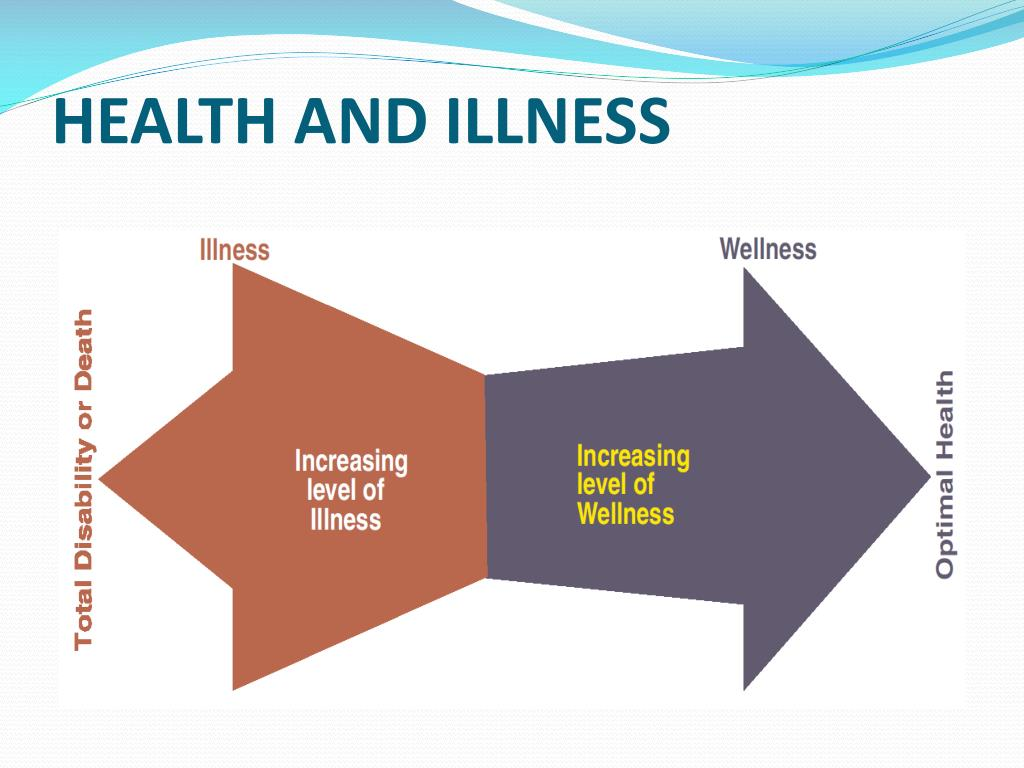 HEALTH AND ILLNESS
Illness
Wellness
Total Disability or Death
Increasing
level of
Illness
Increasing
level of
Wellness
Optimal Health